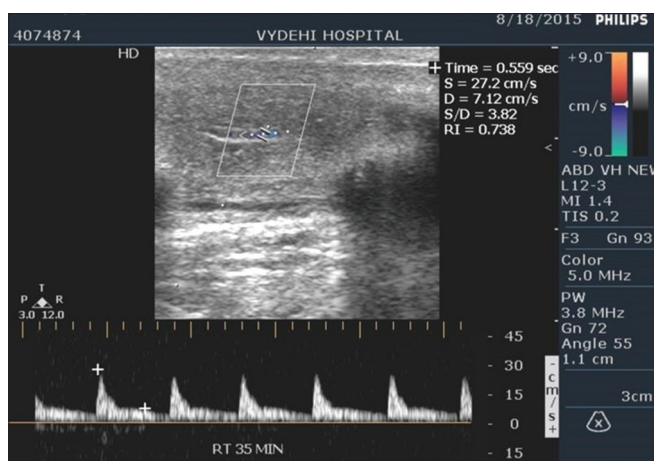 8/18/2015 PHILIPS
4074874 VYDEHI HOSPITAL
HD
+ Time = 0.559 sec
S = 27.2 cm/s
D = 7.12 cm/s
S/D = 3.82
RI = 0.738
+9.0
cm/s
-9.0
<
ABD VH NEW
L12-3
MI 1.4
TIS 0.2
F3 Gn 93
Color
5.0 MHz
PW
3.8 MHz
Gn 72
Angle 55
1.1 cm
3cm
T
P R
3.0 12.0
- 45
- 30
- 15
- 0
- 15
- cm/s +
RT 35 MIN